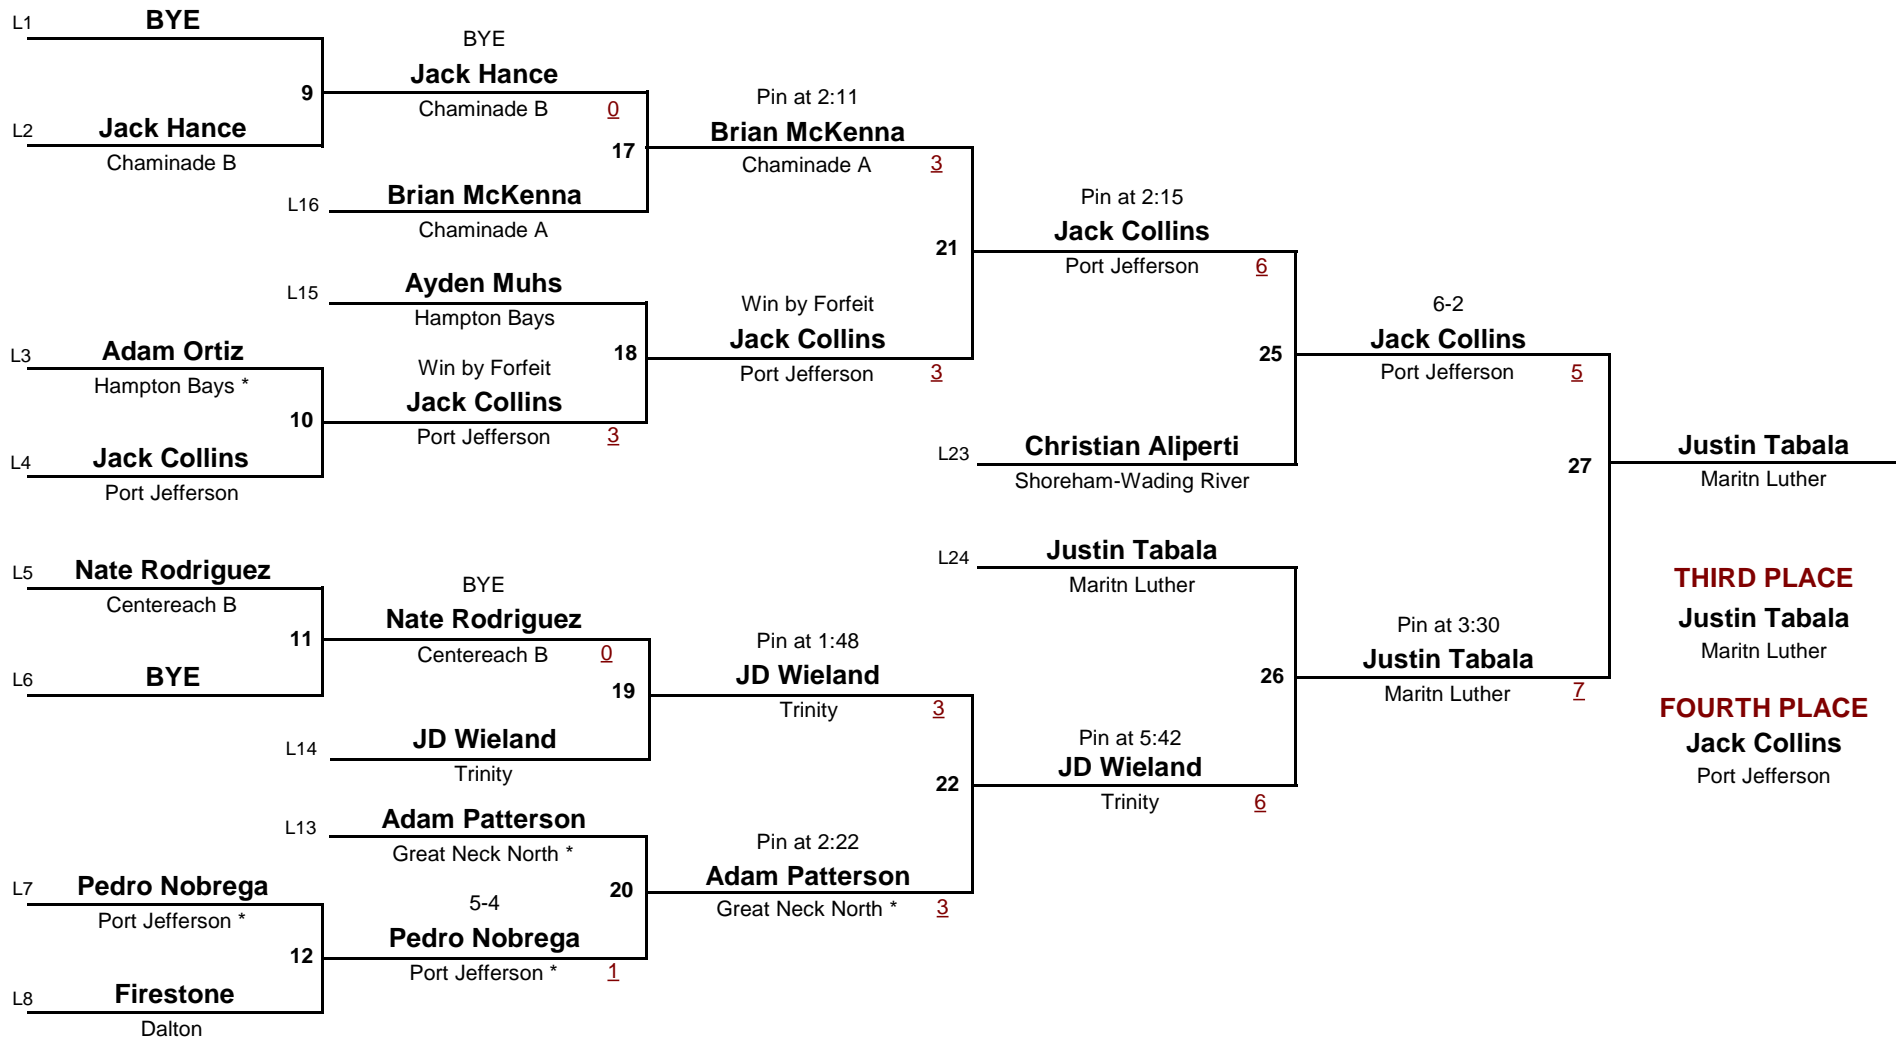 L1 BYE
BYE
Jack Hance
9
Chaminade B 0
Pin at 2:11
L2 Jack Hance
Brian McKenna
Chaminade B
17
Chaminade A 3
Brian McKenna
L16
Chaminade A
Pin at 2:15
Jack Collins
21
Port Jefferson 6
Ayden Muhs
L15
Hampton Bays
Win by Forfeit
6-2
L3 Adam Ortiz
18
Jack Collins
25
Jack Collins
Hampton Bays *
Win by Forfeit
Port Jefferson 3
Port Jefferson 5
Jack Collins
10
Port Jefferson 3
L4 Jack Collins
L23 Christian Aliperti
27
Justin Tabala
Port Jefferson
Shoreham-Wading River
Maritn Luther
L24 Justin Tabala
L5 Nate Rodriguez
BYE
Maritn Luther
THIRD PLACE
Centereach B
Nate Rodriguez
Justin Tabala
11
Pin at 1:48
Pin at 3:30
Centereach B 0
Maritn Luther
L6 BYE
19
JD Wieland
26
Justin Tabala
Trinity 3
Maritn Luther 7
FOURTH PLACE
L14 JD Wieland
Pin at 5:42
Jack Collins
Trinity
22
JD Wieland
Port Jefferson
Trinity 6
L13 Adam Patterson
Great Neck North *
Pin at 2:22
L7 Pedro Nobrega
20
Adam Patterson
Port Jefferson *
5-4
Great Neck North * 3
Pedro Nobrega
12
Port Jefferson * 1
L8 Firestone
Dalton